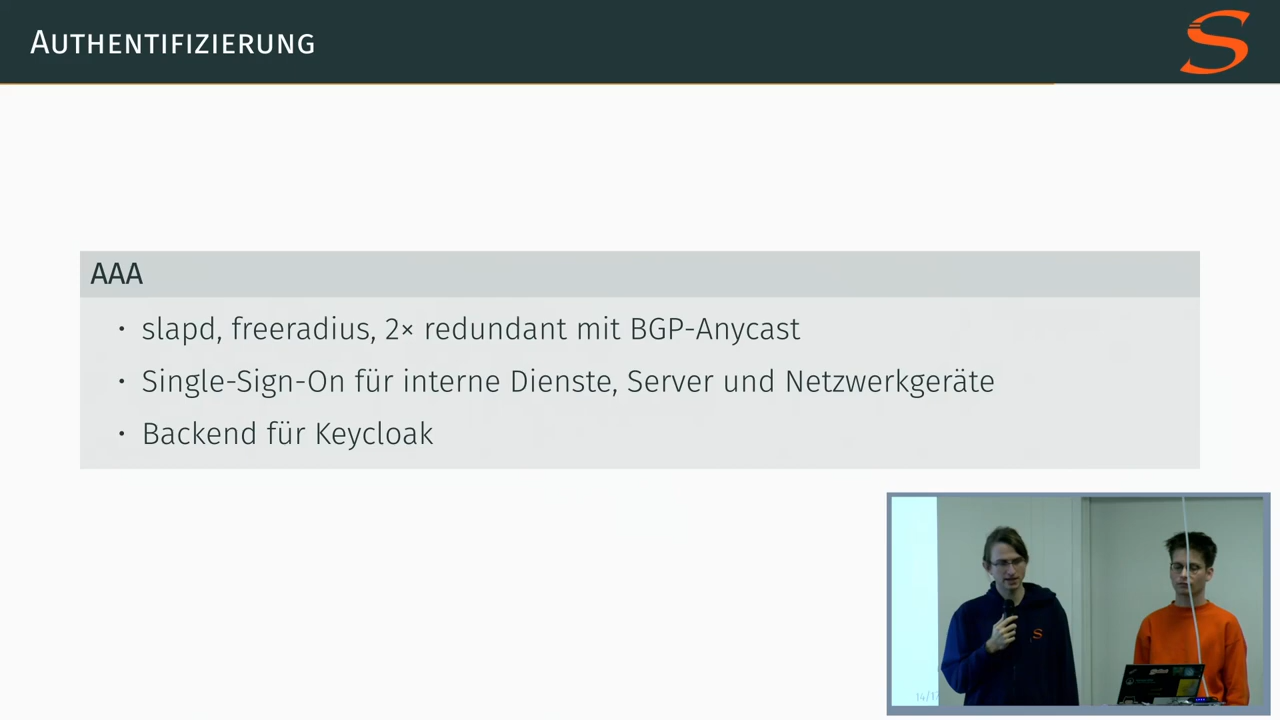 AUTHENTIFIZIERUNG
AAA
• slapd, freeradius, 2× redundant mit BGP-Anycast
• Single-Sign-On für interne Dienste, Server und Netzwerkgeräte
• Backend für Keycloak
S